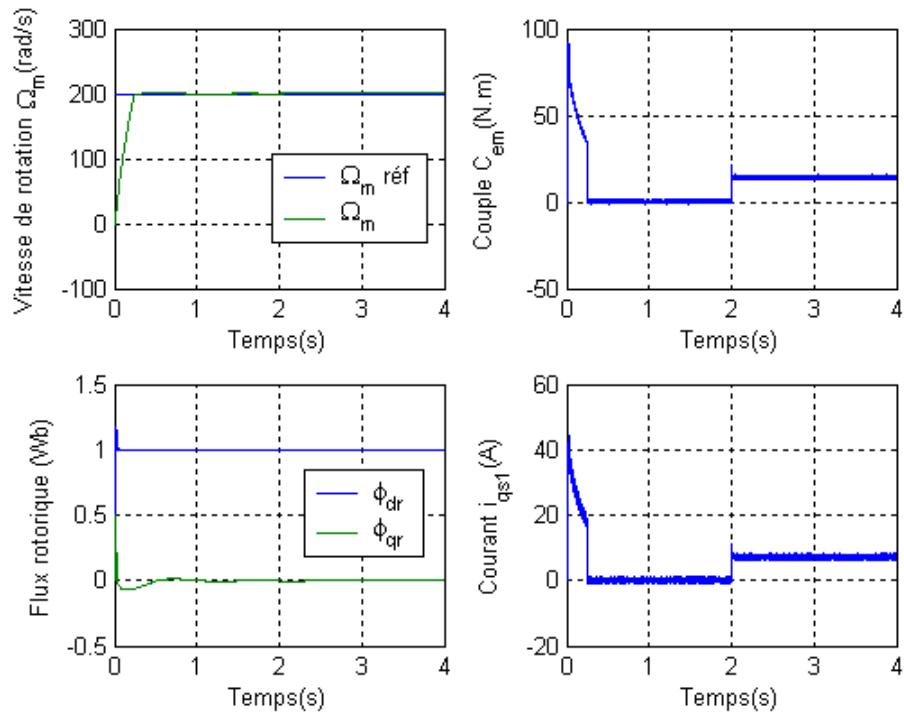 Vitesse de rotation Ωm(rad/s)
300
200
100
0
-100
Ωm réf
Ωm
0 1 2 3 4
Temps(s)
Couple Cem(N.m)
100
50
0
-50
0 1 2 3 4
Temps(s)
Flux rotorique (Wb)
1.5
1
0.5
0
-0.5
ϕdr
ϕqr
0 1 2 3 4
Temps(s)
Courant iqs1(A)
60
40
20
0
-20
0 1 2 3 4
Temps(s)